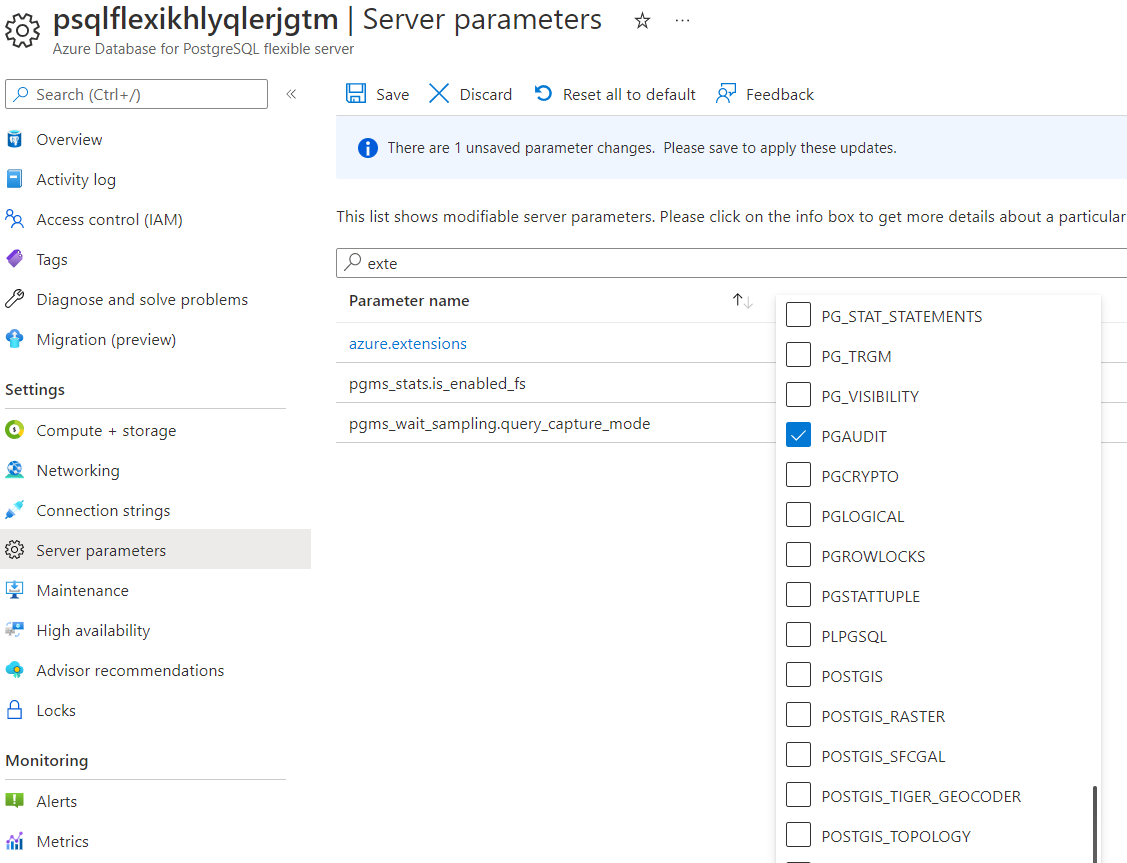 psqlflexikhlyqlerjgtm | Server parameters
Azure Database for PostgreSQL flexible server
Search (Ctrl+/)
Overview
Activity log
Access control (IAM)
Tags
Diagnose and solve problems
Migration (preview)
Settings
Compute + storage
Networking
Connection strings
Server parameters
Maintenance
High availability
Advisor recommendations
Locks
Monitoring
Alerts
Metrics
Save Discard Reset all to default Feedback
There are 1 unsaved parameter changes. Please save to apply these updates.
This list shows modifiable server parameters. Please click on the info box to get more details about a particular
exte
Parameter name
azure.extensions
pgms_stats.is_enabled_fs
pgms_wait_sampling.query_capture_mode
PG_STAT_STATEMENTS
PG_TRGM
PG_VISIBILITY
PGAUDIT
PGCRYPTO
PGLOGICAL
PGROWLOCKS
PGSTATTUPLE
PLPGSQL
POSTGIS
POSTGIS_RASTER
POSTGIS_SFCGAL
POSTGIS_TIGER_GEOCODER
POSTGIS_TOPOLOGY